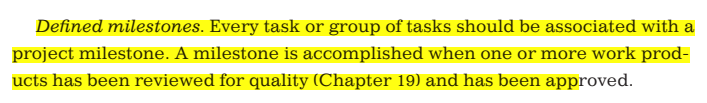 Defined milestones. Every task or group of tasks should be associated with a
project milestone. A milestone is accomplished when one or more work prod-
ucts has been reviewed for quality (Chapter 19) and has been approved.